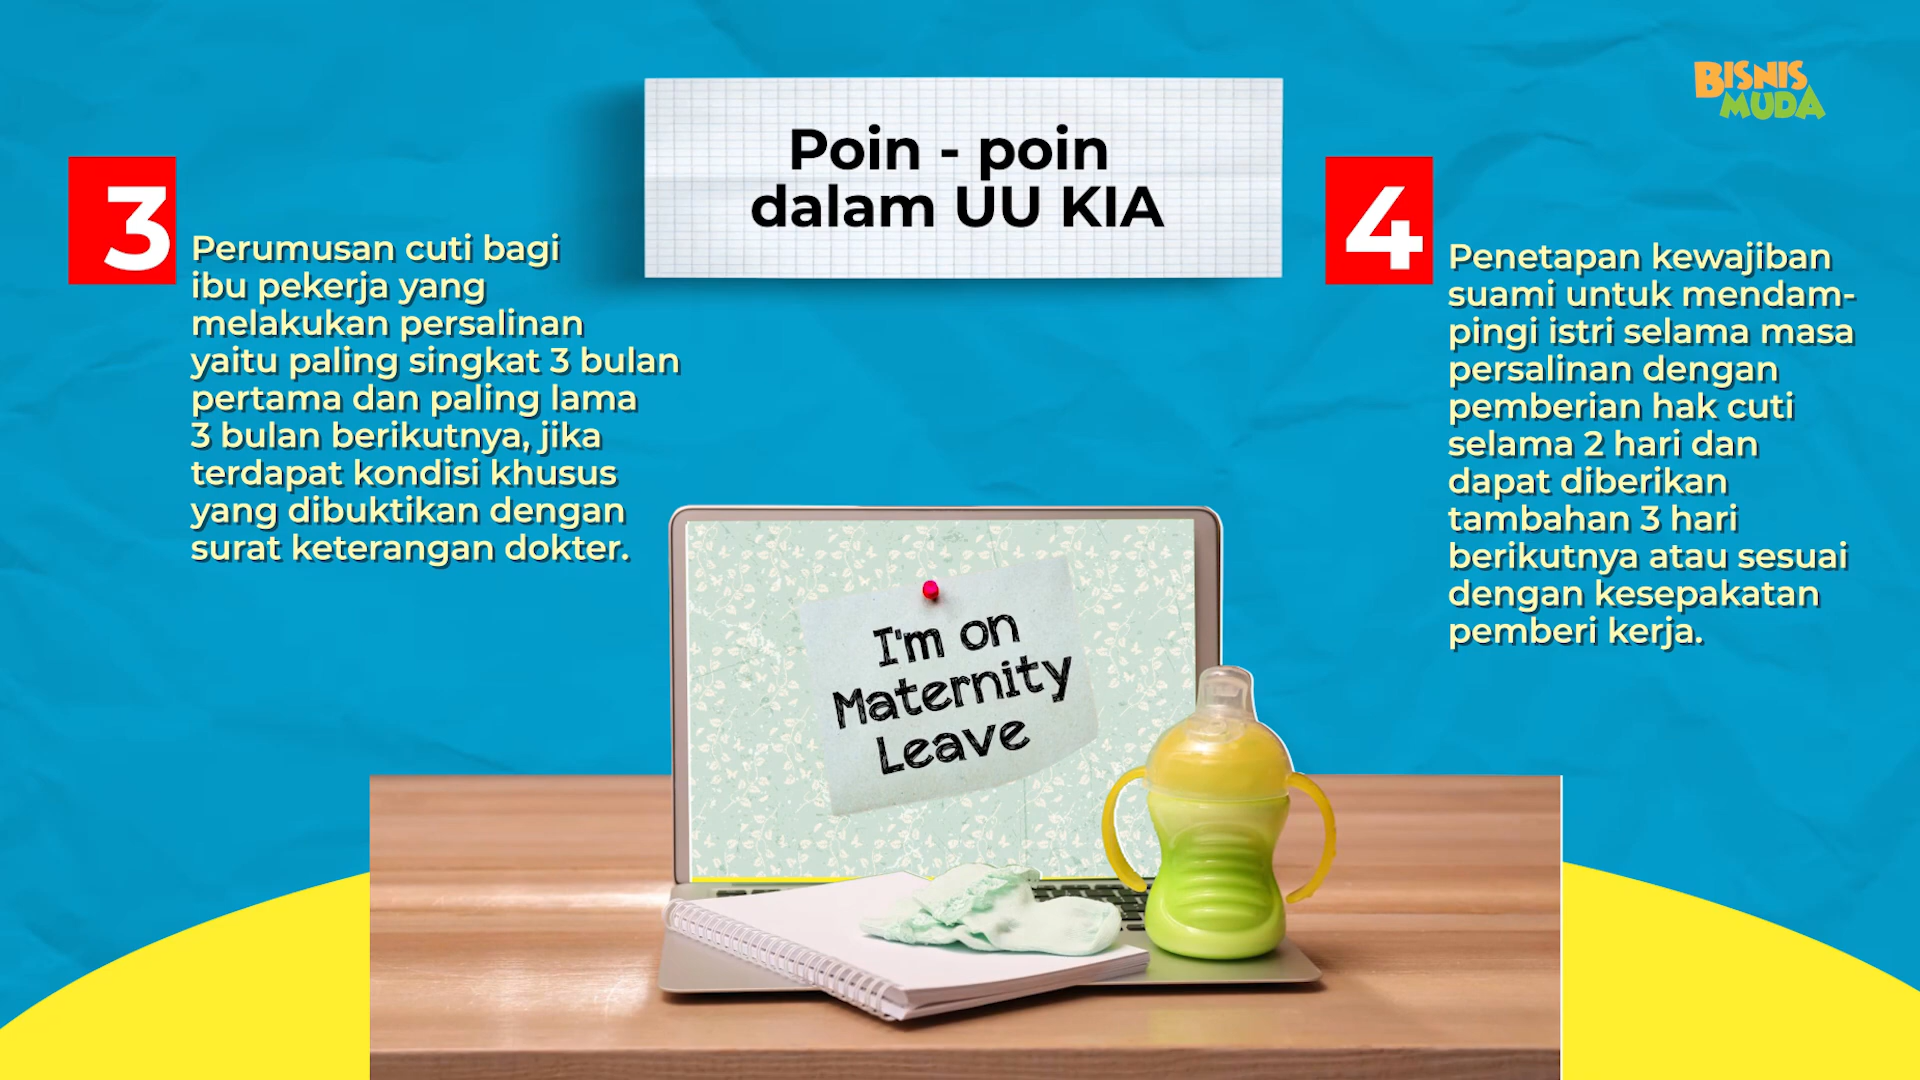 BISNIS
MUDA
Poin - poin
dalam UU KIA
3
Perumusan cuti bagi
ibu pekerja yang
melakukan persalinan
yaitu paling singkat 3 bulan
pertama dan paling lama
3 bulan berikutnya, jika
terdapat kondisi khusus
yang dibuktikan dengan
surat keterangan dokter.
4
Penetapan kewajiban
suami untuk mendam-
pingi istri selama masa
persalinan dengan
pemberian hak cuti
selama 2 hari dan
dapat diberikan
tambahan 3 hari
berikutnya atau sesuai
dengan kesepakatan
pemberi kerja.
I'm on
Maternity
Leave